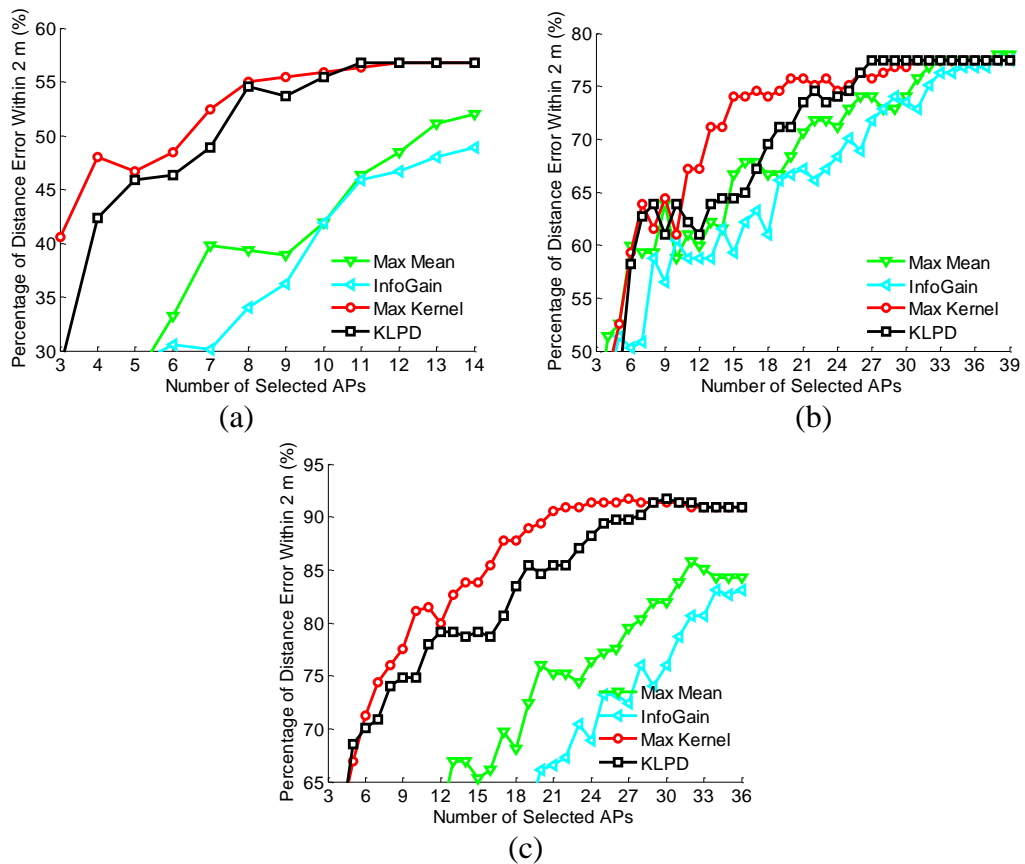 Percentage of Distance Error Within 2 m (%)
60
55
50
45
40
35
30
3 4 5 6 7 8 9 10 11 12 13 14
Number of Selected APs
Max Mean
InfoGain
Max Kernel
KLPD
(a)
Percentage of Distance Error Within 2 m (%)
80
75
70
65
60
55
50
3 6 9 12 15 18 21 24 27 30 33 36 39
Number of Selected APs
Max Mean
InfoGain
Max Kernel
KLPD
(b)
Percentage of Distance Error Within 2 m (%)
95
90
85
80
75
70
65
3 6 9 12 15 18 21 24 27 30 33 36
Number of Selected APs
Max Mean
InfoGain
Max Kernel
KLPD
(c)